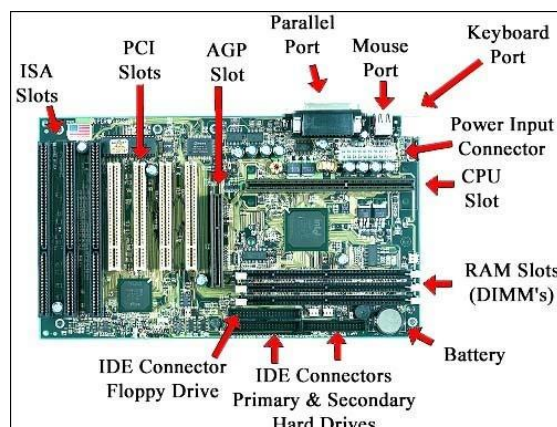 Parallel
Port
Mouse
Port
Keyboard
Port
ISA
Slots
PCI
Slots
AGP
Slot
Power Input
Connector
CPU
Slot
RAM Slots
(DIMM's)
Battery
IDE Connector
Floppy Drive
IDE Connectors
Primary & Secondary
Hard Drives